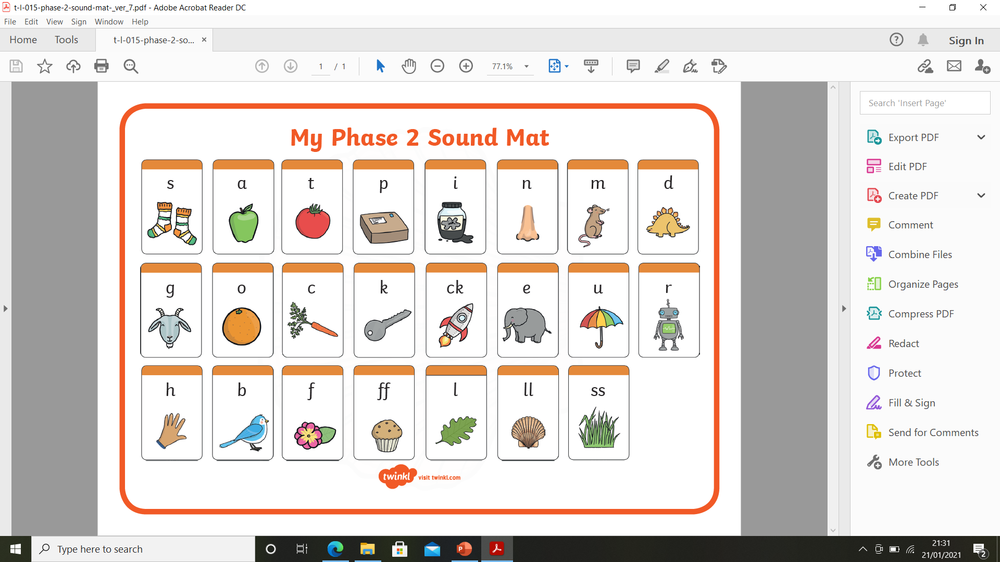 t-l-015-phase-2-sound-mat-_ver_7.pdf - Adobe Acrobat Reader DC
File Edit View Sign Window Help
Home Tools t-l-015-phase-2-so... Sign In
1 / 1 77.1%
Search 'Insert Page'
Export PDF
Edit PDF
Create PDF
Comment
Combine Files
Organize Pages
Compress PDF
Redact
Protect
Fill & Sign
Send for Comments
More Tools
My Phase 2 Sound Mat
s a t p i n m d
ink
g o c k ck e u r
h b f ff l ll ss
twinkl visit twinkl.com
Type here to search
21:31
21/01/2021
2